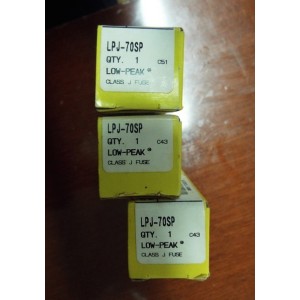 LPJ-70SP
QTY. 1 C51
LOW-PEAK®
CLASS J FUSE
LPJ-70SP
QTY. 1 C43
LOW-PEAK®
CLASS J FUSE
LPJ-70SP
QTY. 1 C43
LOW-PEAK®
CLASS J FUSE